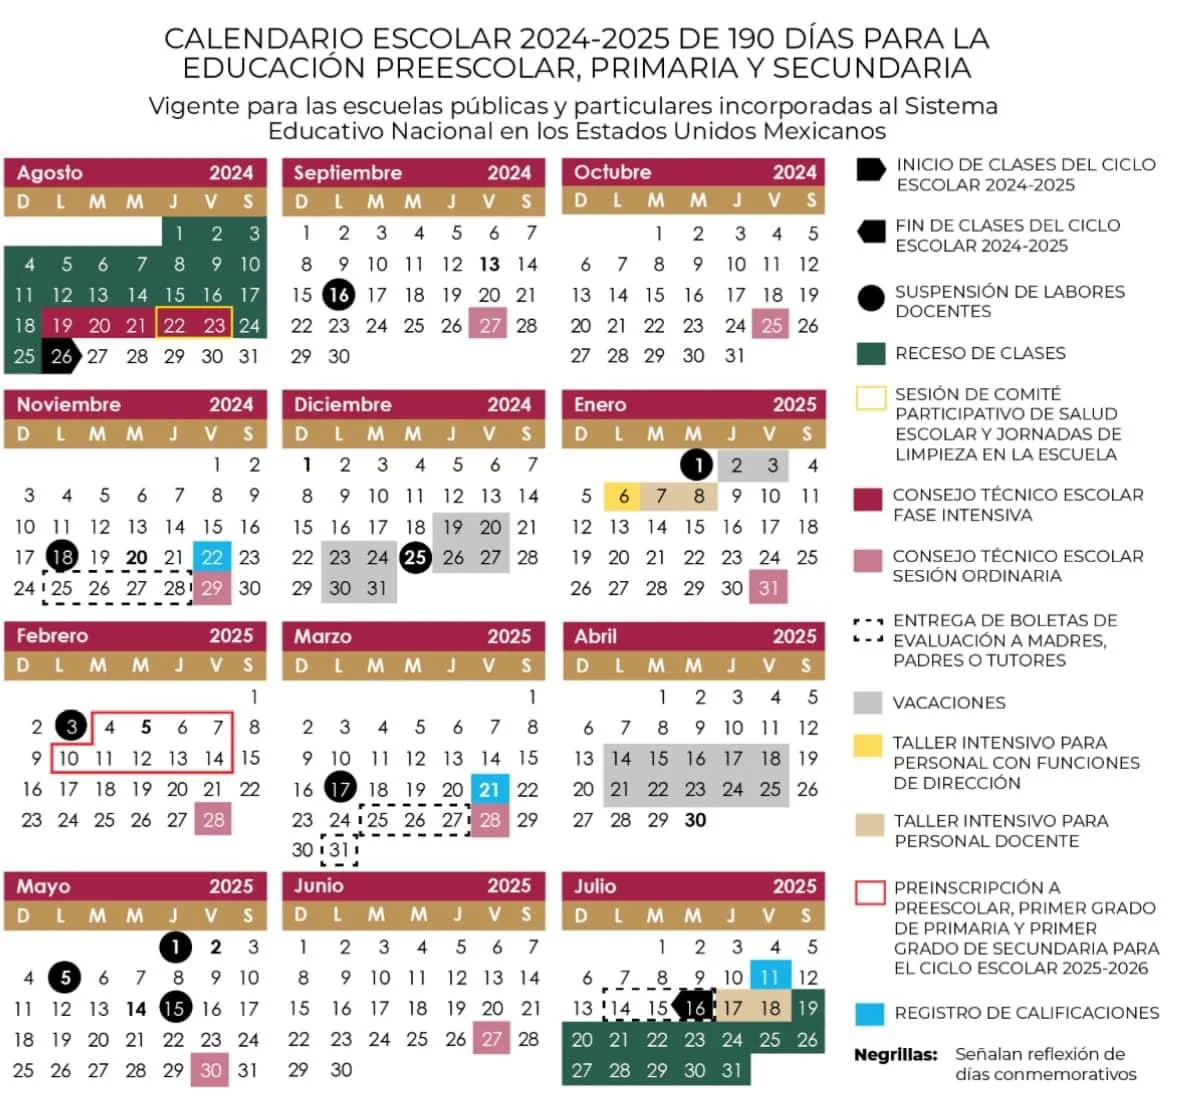 CALENDARIO ESCOLAR 2024-2025 DE 190 DÍAS PARA LA
EDUCACIÓN PREESCOLAR, PRIMARIA Y SECUNDARIA
Vigente para las escuelas públicas y particulares incorporadas al Sistema
Educativo Nacional en los Estados Unidos Mexicanos
Agosto 2024
D L M M J V S
1 2 3
4 5 6 7 8 9 10
11 12 13 14 15 16 17
18 19 20 21 22 23 24
25 26 27 28 29 30 31
Septiembre 2024
D L M M J V S
1 2 3 4 5 6 7
8 9 10 11 12 13 14
15 16 17 18 19 20 21
22 23 24 25 26 27 28
29 30
Octubre 2024
D L M M J V S
1 2 3 4 5
6 7 8 9 10 11 12
13 14 15 16 17 18 19
20 21 22 23 24 25 26
27 28 29 30 31
Noviembre 2024
D L M M J V S
1 2
3 4 5 6 7 8 9
10 11 12 13 14 15 16
17 18 19 20 21 22 23
24 25 26 27 28 29 30
Diciembre 2024
D L M M J V S
1 2 3 4 5 6 7
8 9 10 11 12 13 14
15 16 17 18 19 20 21
22 23 24 25 26 27 28
29 30 31
Enero 2025
D L M M J V S
1 2 3 4
5 6 7 8 9 10 11
12 13 14 15 16 17 18
19 20 21 22 23 24 25
26 27 28 29 30 31
Febrero 2025
D L M M J V S
1
2 3 4 5 6 7 8
9 10 11 12 13 14 15
16 17 18 19 20 21 22
23 24 25 26 27 28
Marzo 2025
D L M M J V S
1
2 3 4 5 6 7 8
9 10 11 12 13 14 15
16 17 18 19 20 21 22
23 24 25 26 27 28 29
30 31
Abril 2025
D L M M J V S
1 2 3 4 5
6 7 8 9 10 11 12
13 14 15 16 17 18 19
20 21 22 23 24 25 26
27 28 29 30
Mayo 2025
D L M M J V S
1 2 3
4 5 6 7 8 9 10
11 12 13 14 15 16 17
18 19 20 21 22 23 24
25 26 27 28 29 30 31
Junio 2025
D L M M J V S
1 2 3 4 5 6 7
8 9 10 11 12 13 14
15 16 17 18 19 20 21
22 23 24 25 26 27 28
29 30
Julio 2025
D L M M J V S
1 2 3 4 5
6 7 8 9 10 11 12
13 14 15 16 17 18 19
20 21 22 23 24 25 26
27 28 29 30 31
INICIO DE CLASES DEL CICLO
ESCOLAR 2024-2025
FIN DE CLASES DEL CICLO
ESCOLAR 2024-2025
SUSPENSIÓN DE LABORES
DOCENTES
RECESO DE CLASES
SESIÓN DE COMITÉ
PARTICIPATIVO DE SALUD
ESCOLAR Y JORNADAS DE
LIMPIEZA EN LA ESCUELA
CONSEJO TÉCNICO ESCOLAR
FASE INTENSIVA
CONSEJO TÉCNICO ESCOLAR
SESIÓN ORDINARIA
ENTREGA DE BOLETAS DE
EVALUACIÓN A MADRES,
PADRES O TUTORES
VACACIONES
TALLER INTENSIVO PARA
PERSONAL CON FUNCIONES
DE DIRECCIÓN
TALLER INTENSIVO PARA
PERSONAL DOCENTE
PREINSCRIPCIÓN A
PREESCOLAR, PRIMER GRADO
DE PRIMARIA Y PRIMER
GRADO DE SECUNDARIA PARA
EL CICLO ESCOLAR 2025-2026
REGISTRO DE CALIFICACIONES
Negrillas: Señalan reflexión de
días conmemorativos